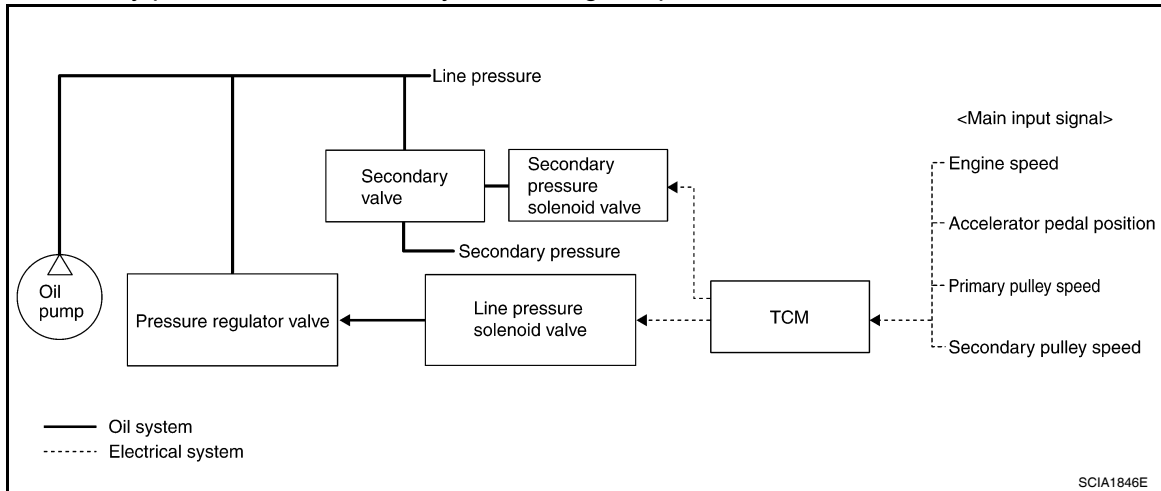 Line pressure
<Main input signal>
Secondary
valve
Secondary
pressure
solenoid valve
Engine speed
Accelerator pedal position
Secondary pressure
Oil
pump
Pressure regulator valve
Line pressure
solenoid valve
TCM
Primary pulley speed
Secondary pulley speed
Oil system
Electrical system
SCIA1846E